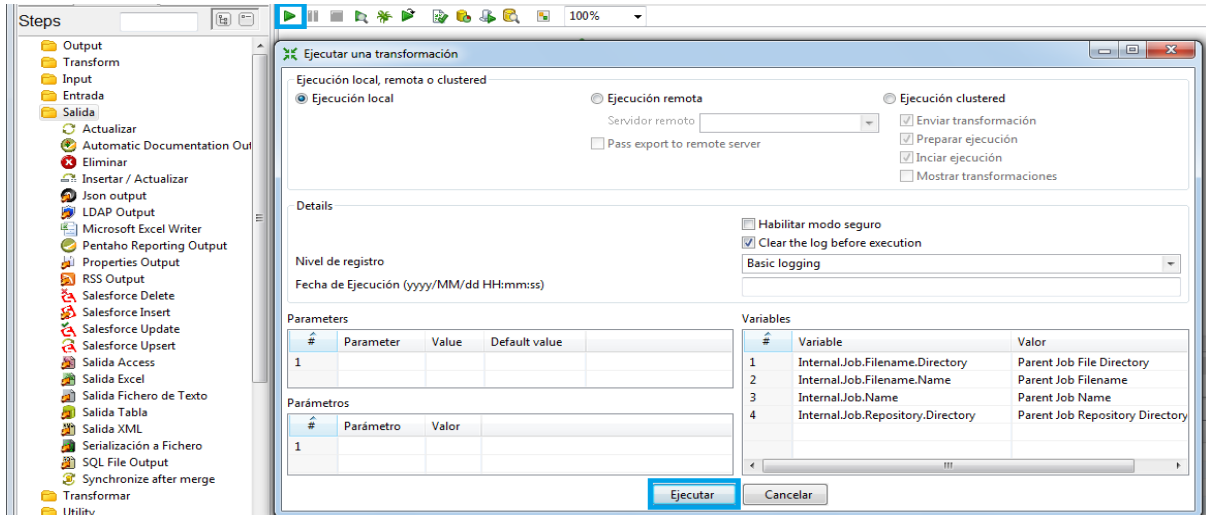 Steps
100%
Output
Transform
Input
Entrada
Salida
Actualizar
Automatic Documentation Out
Eliminar
Insertar / Actualizar
Json output
LDAP Output
Microsoft Excel Writer
Pentaho Reporting Output
Properties Output
RSS Output
Salesforce Delete
Salesforce Insert
Salesforce Update
Salesforce Upsert
Salida Access
Salida Excel
Salida Fichero de Texto
Salida Tabla
Salida XML
Serialización a Fichero
SQL File Output
Synchronize after merge
Transformar
Utility
Ejecutar una transformación
Ejecución local, remota o clustered
Ejecución local
Ejecución remota
Ejecución clustered
Servidor remoto
Enviar transformación
Pass export to remote server
Preparar ejecución
Inciar ejecución
Mostrar transformaciones
Details
Habilitar modo seguro
Clear the log before execution
Nivel de registro
Basic logging
Fecha de Ejecución (yyyy/MM/dd HH:mm:ss)
Parameters
# Parameter Value Default value
1
Parámetros
# Parámetro Valor
1
Variables
# Variable Valor
1 Internal.Job.Filename.Directory Parent Job File Directory
2 Internal.Job.Filename.Name Parent Job Filename
3 Internal.Job.Name Parent Job Name
4 Internal.Job.Repository.Directory Parent Job Repository Directory
Ejecutar
Cancelar